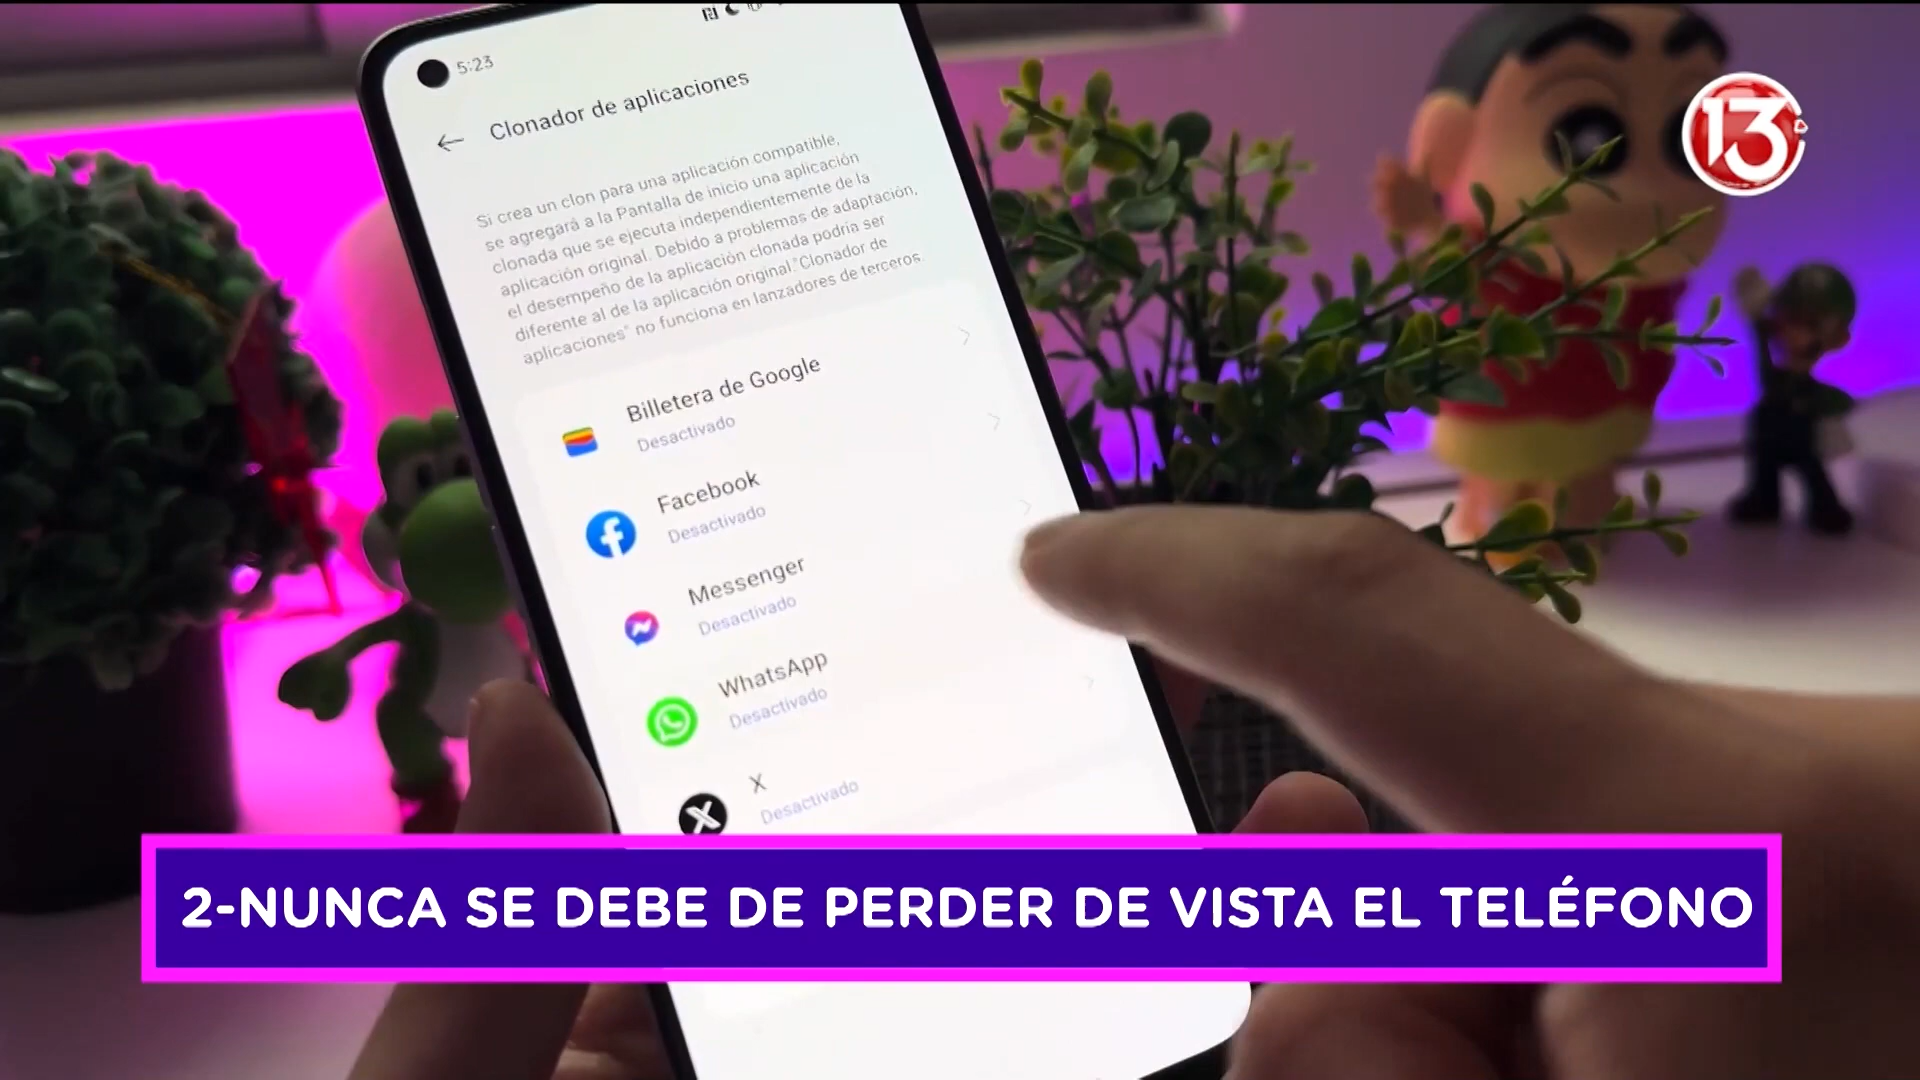 5:23
13
Clonador de aplicaciones
Si crea un clon para una aplicación compatible,
se agregará a la Pantalla de inicio una aplicación
clonada que se ejecuta independientemente de la
aplicación original. Debido a problemas de adaptación,
el desempeño de la aplicación clonada podría ser
diferente al de la aplicación original."Clonador de
aplicaciones" no funciona en lanzadores de terceros.
Billetera de Google
Desactivado
Facebook
Desactivado
Messenger
Desactivado
WhatsApp
Desactivado
X
Desactivado
2-NUNCA SE DEBE DE PERDER DE VISTA EL TELÉFONO